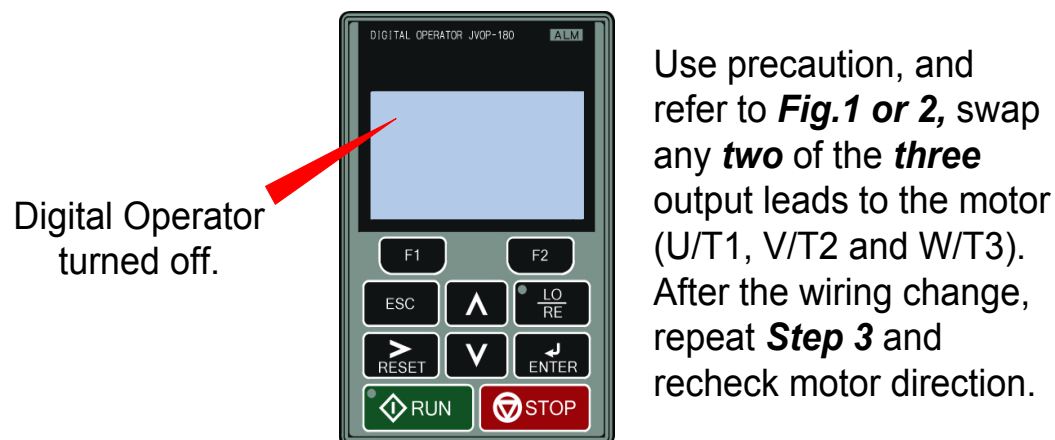 Digital Operator
turned off.
DIGITAL OPERATOR JVOP-180 ALM
F1 F2
ESC LO
RE
RESET ENTER
RUN STOP
Use precaution, and
refer to Fig.1 or 2, swap
any two of the three
output leads to the motor
(U/T1, V/T2 and W/T3).
After the wiring change,
repeat Step 3 and
recheck motor direction.